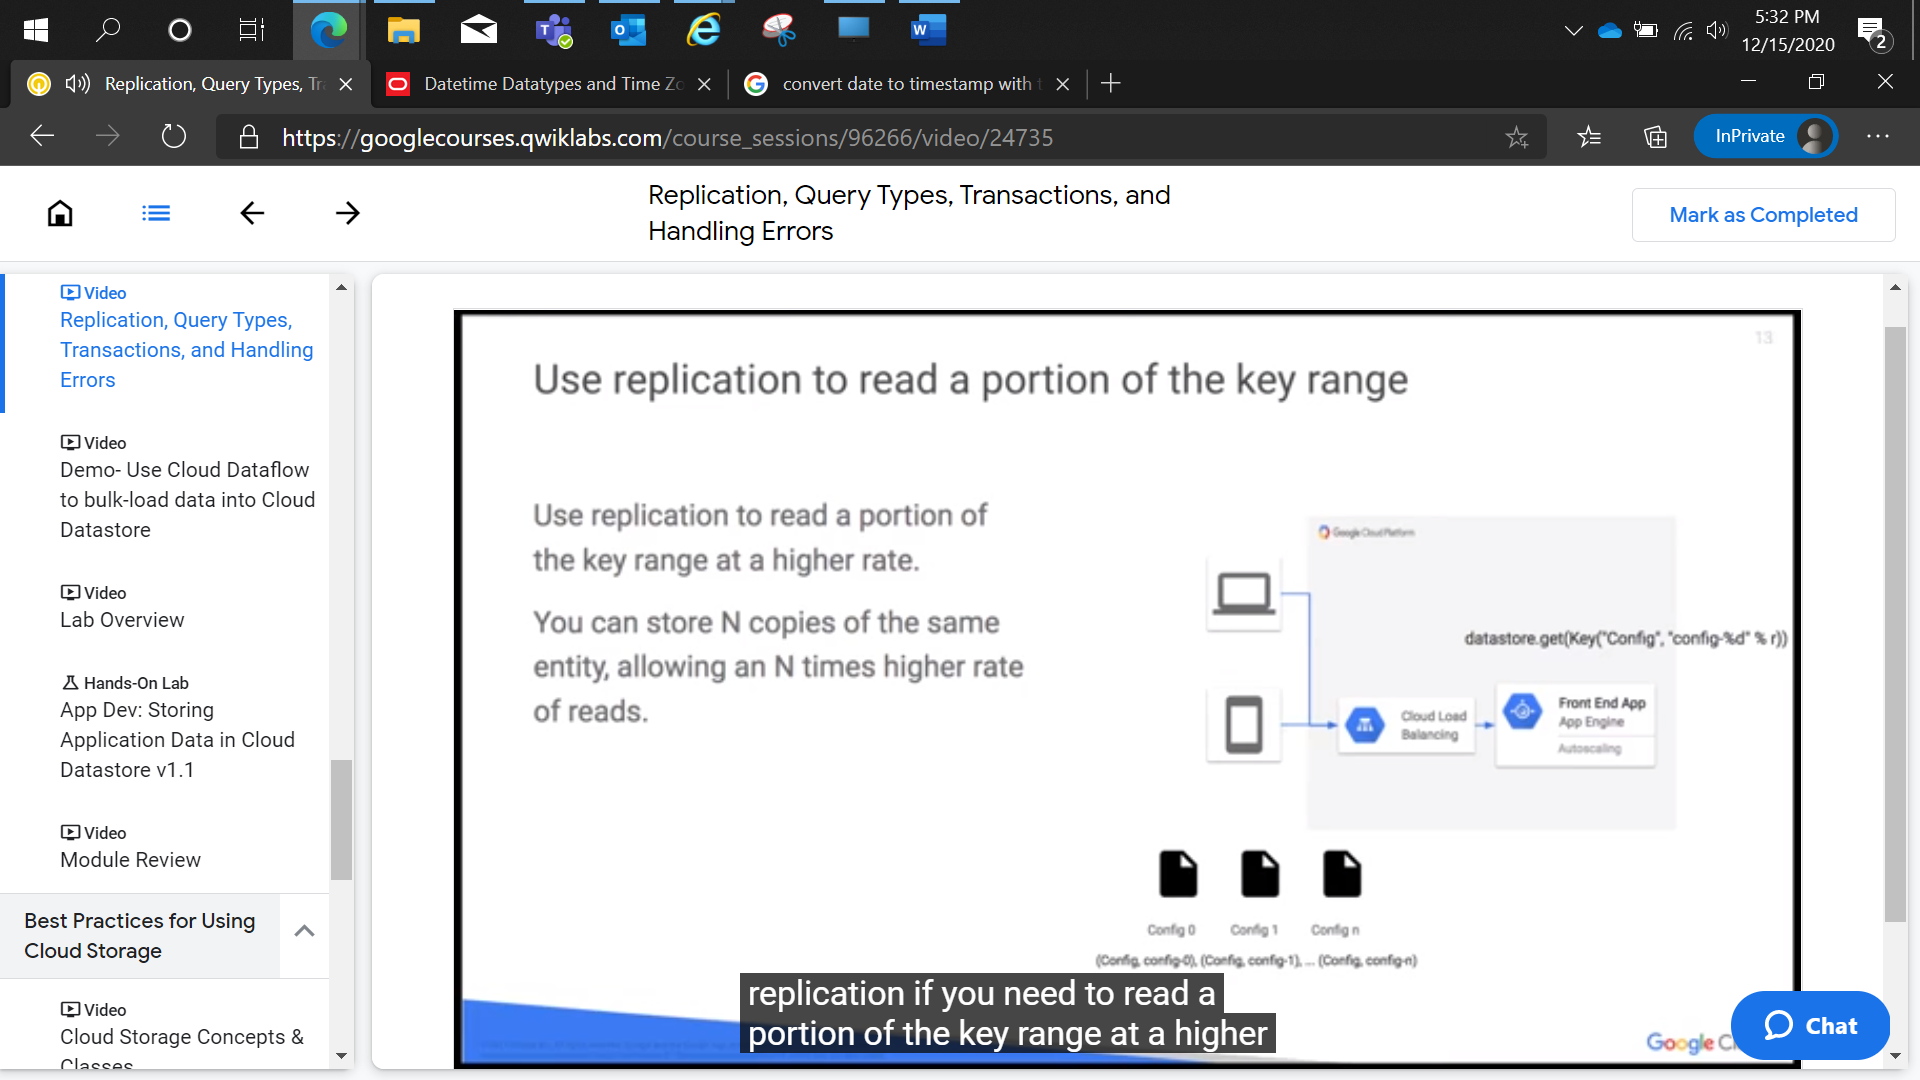 5:32 PM
12/15/2020
2
Replication, Query Types, Tr
Datetime Datatypes and Time Zo
convert date to timestamp with t
https://googlecourses.qwiklabs.com/course_sessions/96266/video/24735
InPrivate
Replication, Query Types, Transactions, and
Handling Errors
Mark as Completed
Video
Replication, Query Types,
Transactions, and Handling
Errors
Video
Demo- Use Cloud Dataflow
to bulk-load data into Cloud
Datastore
Video
Lab Overview
Hands-On Lab
App Dev: Storing
Application Data in Cloud
Datastore v1.1
Video
Module Review
Best Practices for Using
Cloud Storage
Video
Cloud Storage Concepts &
Classes
13
Use replication to read a portion of the key range
Use replication to read a portion of
the key range at a higher rate.
You can store N copies of the same
entity, allowing an N times higher rate
of reads.
Google Cloud Platform
datastore.get(Key("Config", "config-%d" % r))
Cloud Load
Balancing
Front End App
App Engine
Autoscaling
Config 0
Config 1
Config n
(Config, config-0), (Config, config-1), ... (Config, config-n)
replication if you need to read a
portion of the key range at a higher
Google C
Chat